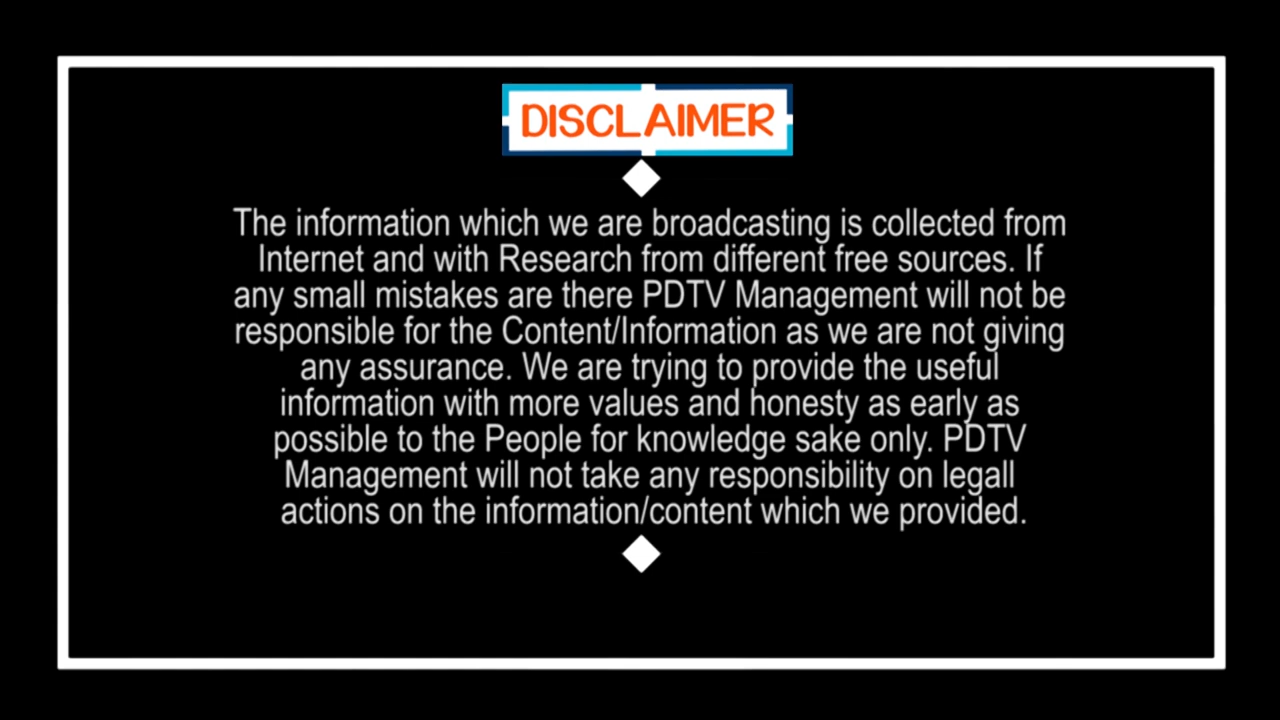 DISCLAIMER
The information which we are broadcasting is collected from
Internet and with Research from different free sources. If
any small mistakes are there PDTV Management will not be
responsible for the Content/Information as we are not giving
any assurance. We are trying to provide the useful
information with more values and honesty as early as
possible to the People for knowledge sake only. PDTV
Management will not take any responsibility on legall
actions on the information/content which we provided.